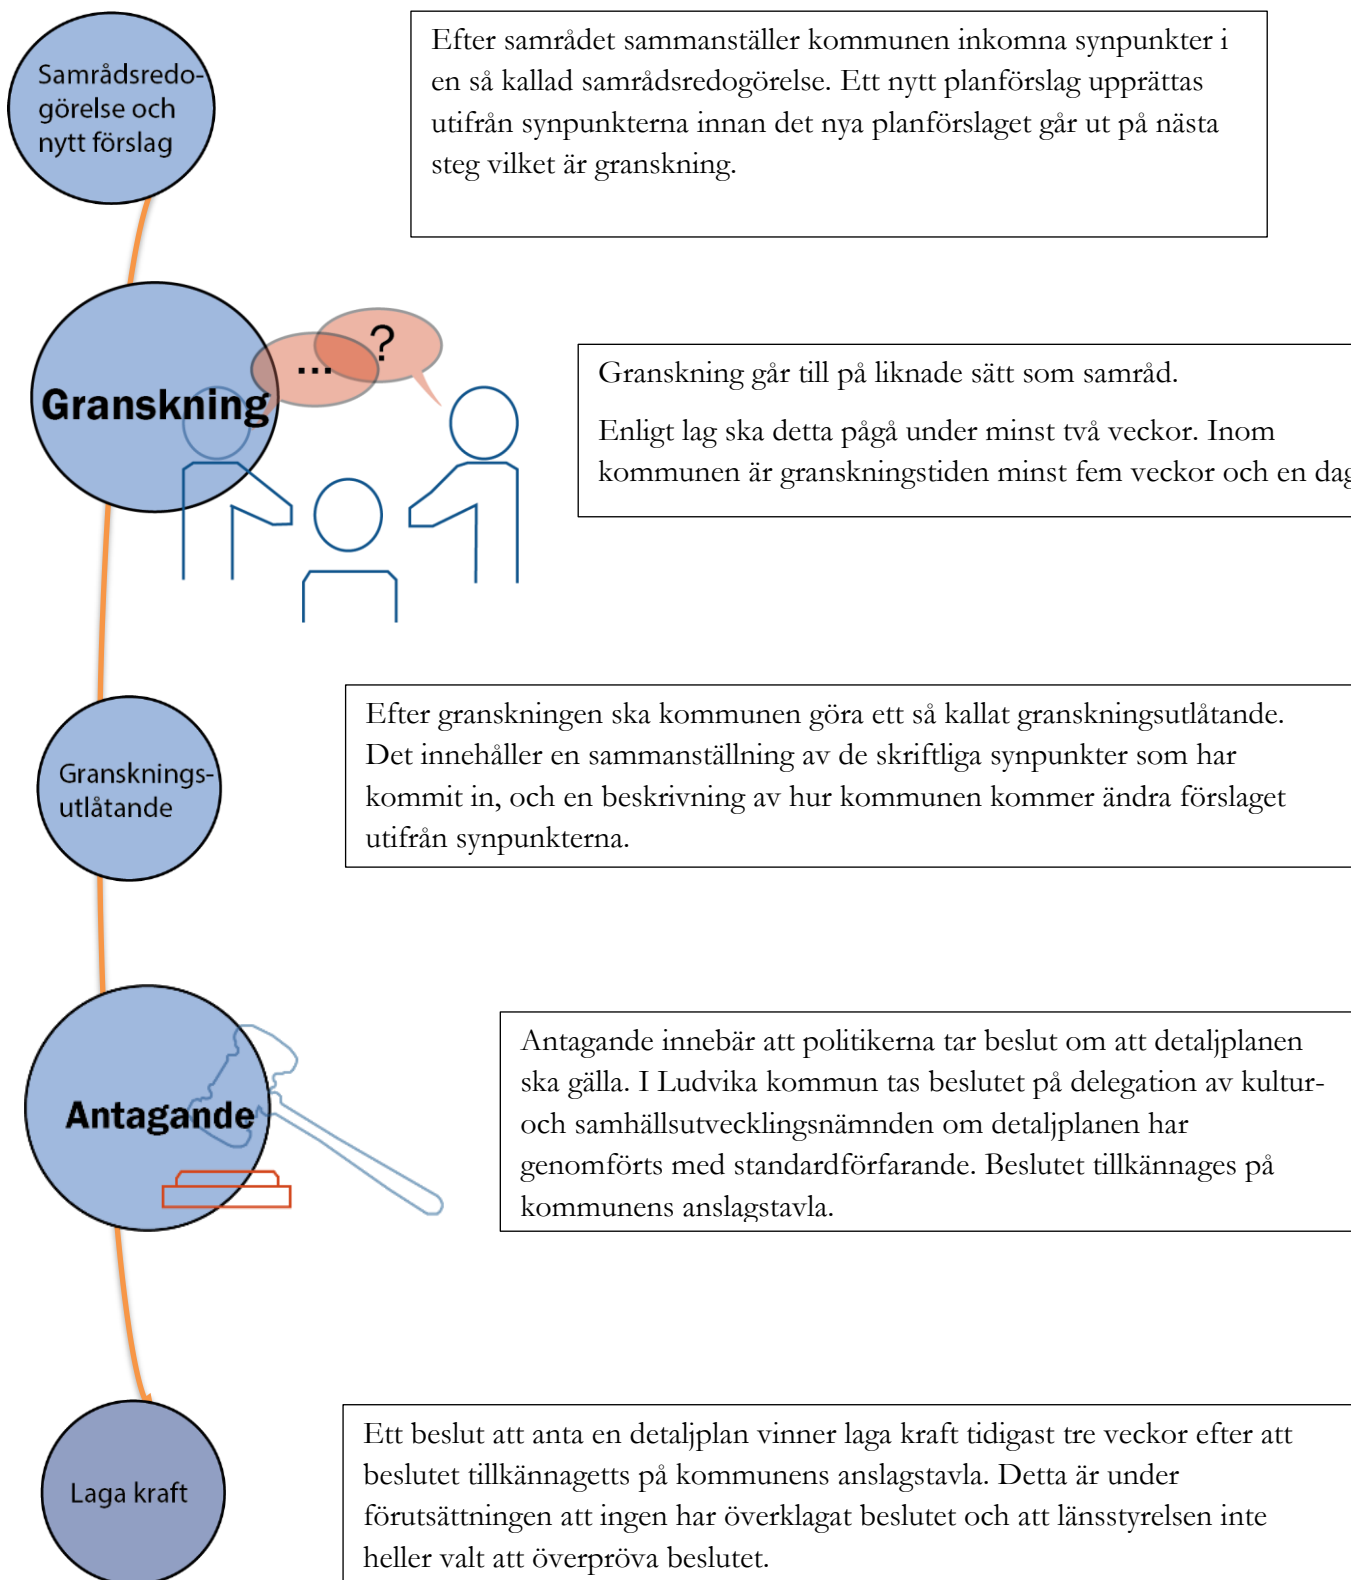 Samrådsredo-
görelse och
nytt förslag
Efter samrådet sammanställer kommunen inkomna synpunkter i
en så kallad samrådsredogörelse. Ett nytt planförslag upprättas
utifrån synpunkterna innan det nya planförslaget går ut på nästa
steg vilket är granskning.
Granskning
...
?
Granskning går till på liknade sätt som samråd.
Enligt lag ska detta pågå under minst två veckor. Inom
kommunen är granskningstiden minst fem veckor och en dag
Gransknings-
utlåtande
Efter granskningen ska kommunen göra ett så kallat granskningsutlåtande.
Det innehåller en sammanställning av de skriftliga synpunkter som har
kommit in, och en beskrivning av hur kommunen kommer ändra förslaget
utifrån synpunkterna.
Antagande
Antagande innebär att politikerna tar beslut om att detaljplanen
ska gälla. I Ludvika kommun tas beslutet på delegation av kultur-
och samhällsutvecklingsnämnden om detaljplanen har
genomförts med standardförfarande. Beslutet tillkännages på
kommunens anslagstavla.
Laga kraft
Ett beslut att anta en detaljplan vinner laga kraft tidigast tre veckor efter att
beslutet tillkännagetts på kommunens anslagstavla. Detta är under
förutsättningen att ingen har överklagat beslutet och att länsstyrelsen inte
heller valt att överpröva beslutet.